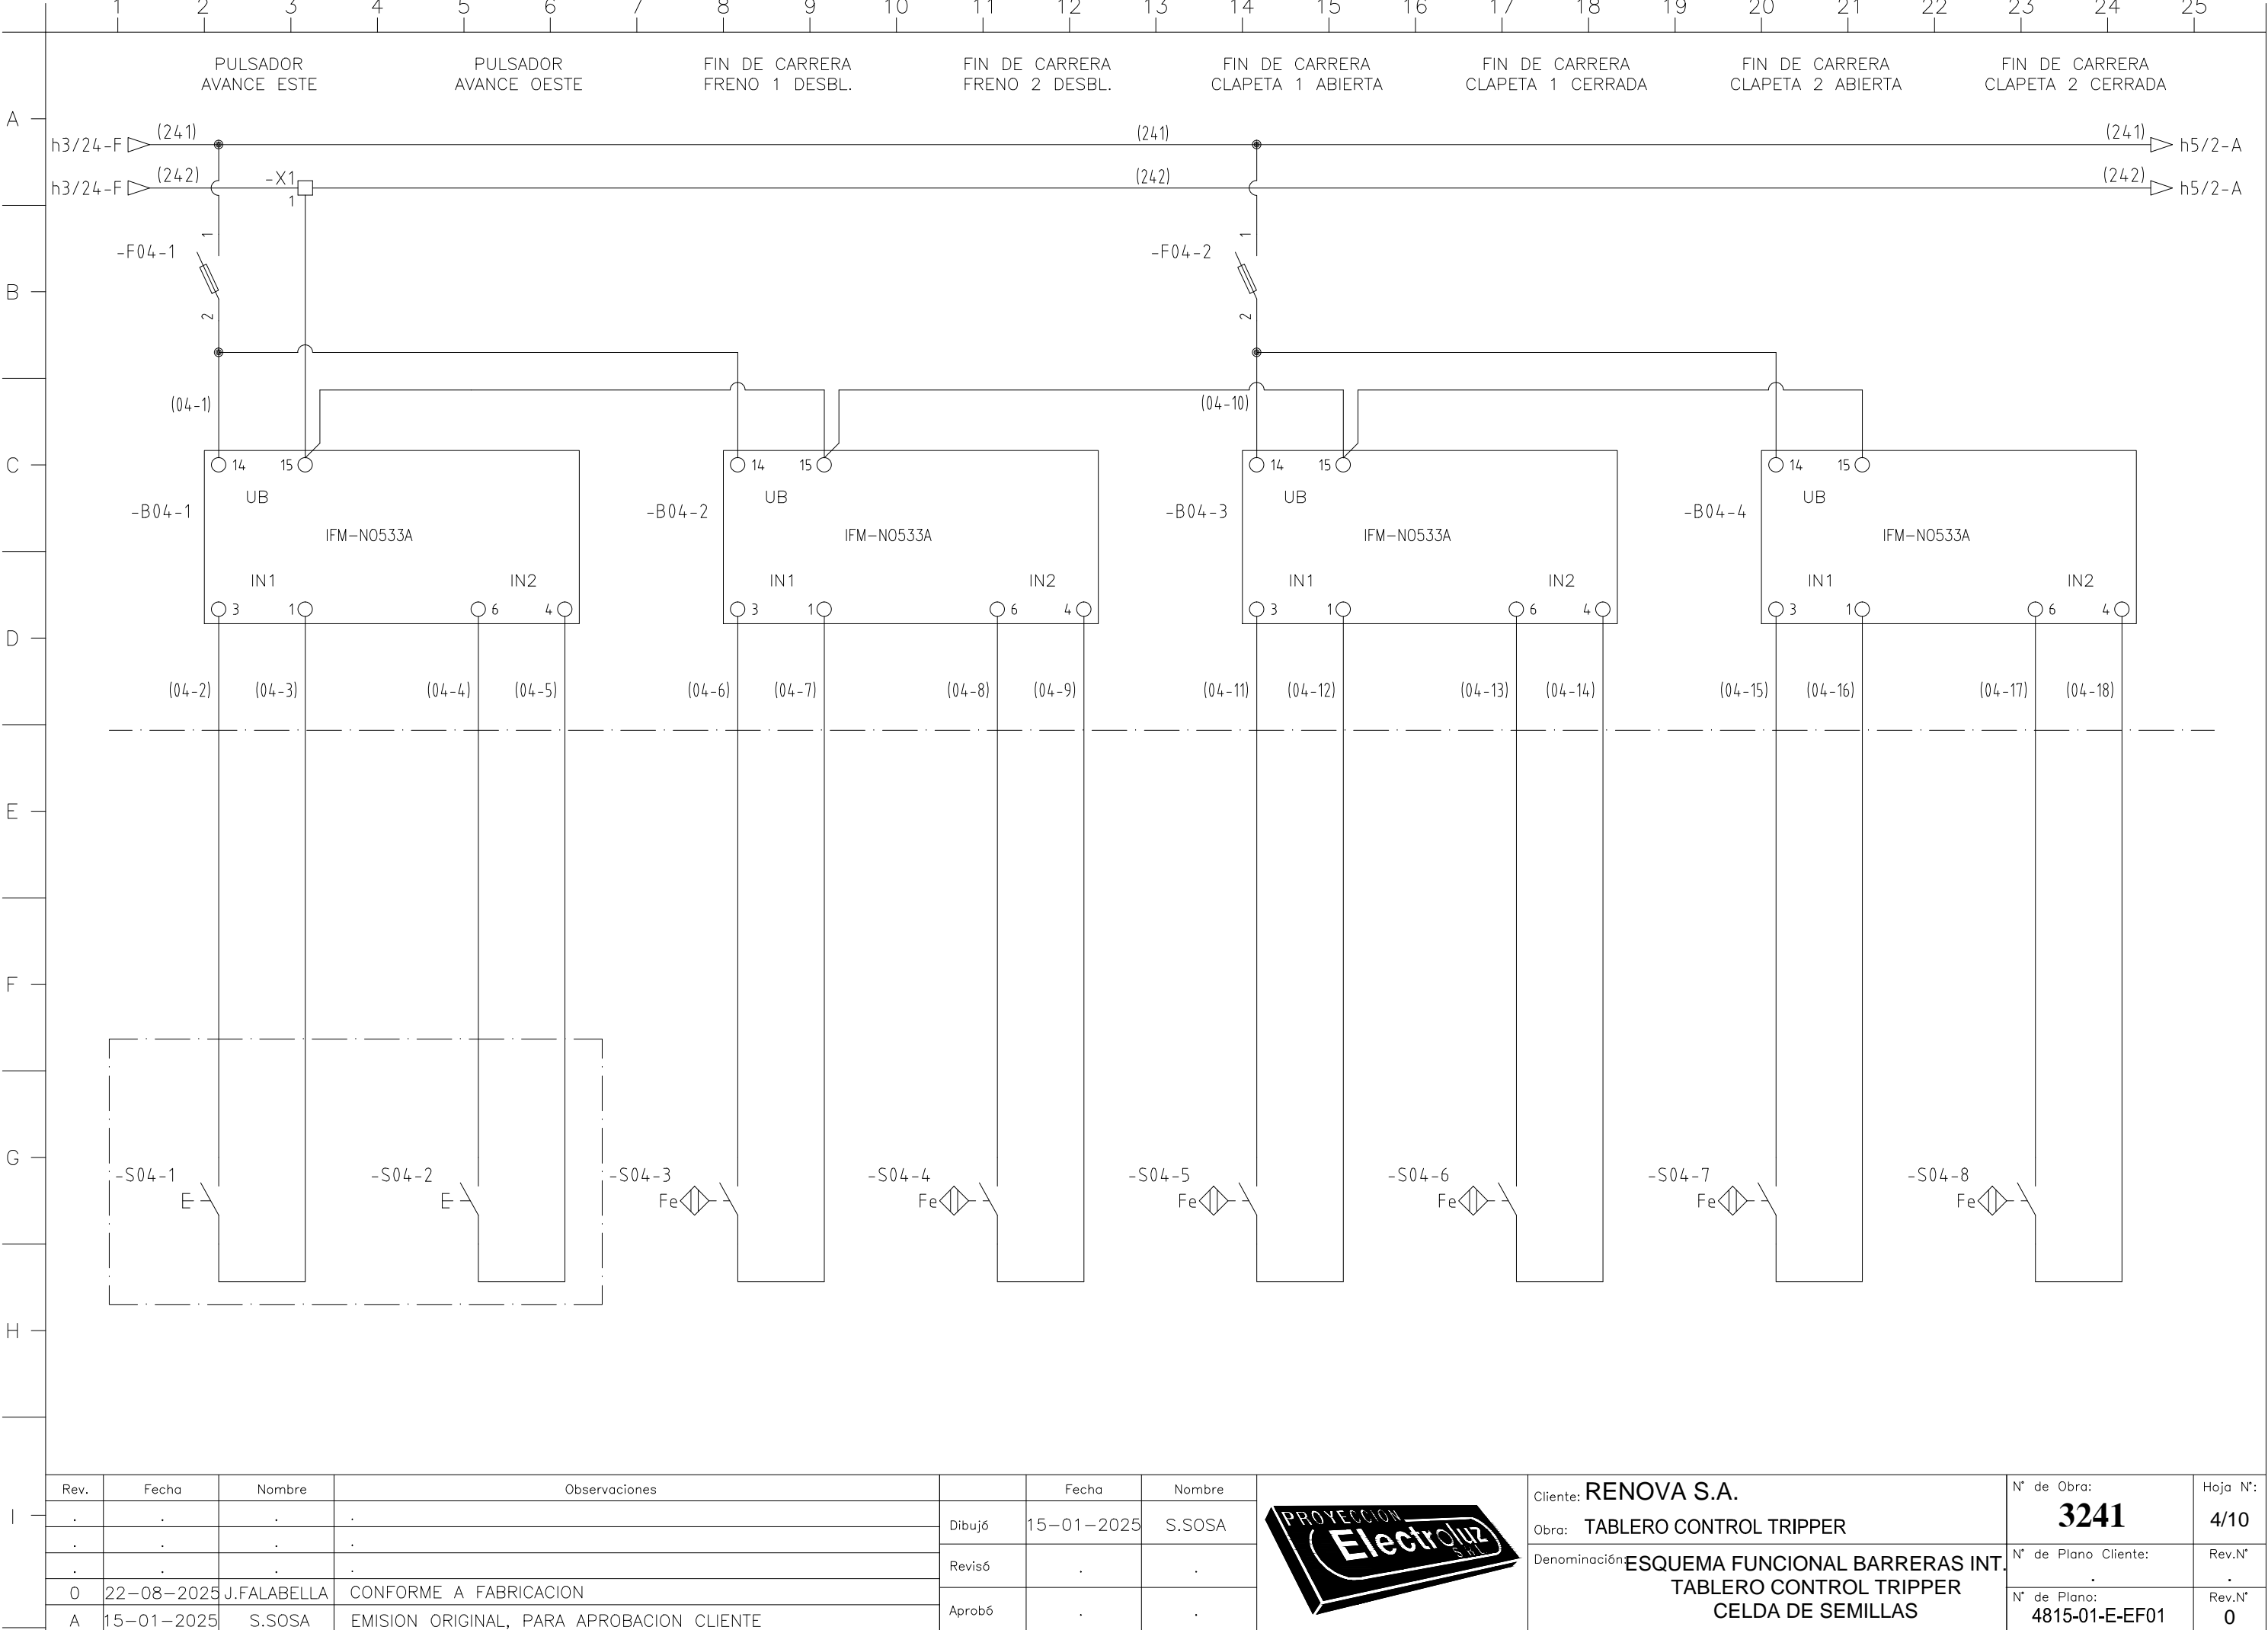 1 2 3 4 5 6 7 8 9 10 11 12 13 14 15 16 17 18 19 20 21 22 23 24 25
PULSADOR
AVANCE ESTE
PULSADOR
AVANCE OESTE
FIN DE CARRERA
FRENO 1 DESBL.
FIN DE CARRERA
FRENO 2 DESBL.
FIN DE CARRERA
CLAPETA 1 ABIERTA
FIN DE CARRERA
CLAPETA 1 CERRADA
FIN DE CARRERA
CLAPETA 2 ABIERTA
FIN DE CARRERA
CLAPETA 2 CERRADA
A
h3/24-F (241) (241) (241) h5/2-A
h3/24-F (242) -X1 (242) (242) h5/2-A
1
1 1
-F04-1 -F04-2
B
2 2
(04-1) (04-10)
C
14 15 14 15 14 15 14 15
UB UB UB UB
-B04-1 -B04-2 -B04-3 -B04-4
IFM-N0533A IFM-N0533A IFM-N0533A IFM-N0533A
IN1 IN2 IN1 IN2 IN1 IN2 IN1 IN2
3 1 6 4 3 1 6 4 3 1 6 4 3 1 6 4
D
(04-2) (04-3) (04-4) (04-5) (04-6) (04-7) (04-8) (04-9) (04-11) (04-12) (04-13) (04-14) (04-15) (04-16) (04-17) (04-18)
E
F
G
-S04-1 -S04-2 -S04-3 -S04-4 -S04-5 -S04-6 -S04-7 -S04-8
Fe Fe Fe Fe Fe Fe
H
I
Rev. Fecha Nombre Observaciones
. . . .
. . . .
. . . .
0 22-08-2025 J.FALABELLA CONFORME A FABRICACION
A 15-01-2025 S.SOSA EMISION ORIGINAL, PARA APROBACION CLIENTE
Fecha Nombre
Dibujó 15-01-2025 S.SOSA
Revisó . .
Aprobó . .
PROYECCION
Electroluz
S.R.L.
Cliente: RENOVA S.A.
Obra: TABLERO CONTROL TRIPPER
Denominación: ESQUEMA FUNCIONAL BARRERAS INT.
TABLERO CONTROL TRIPPER
CELDA DE SEMILLAS
N° de Obra:
3241
Hoja N°:
4/10
N° de Plano Cliente:
.
Rev.N°
.
N° de Plano:
4815-01-E-EF01
Rev.N°
0